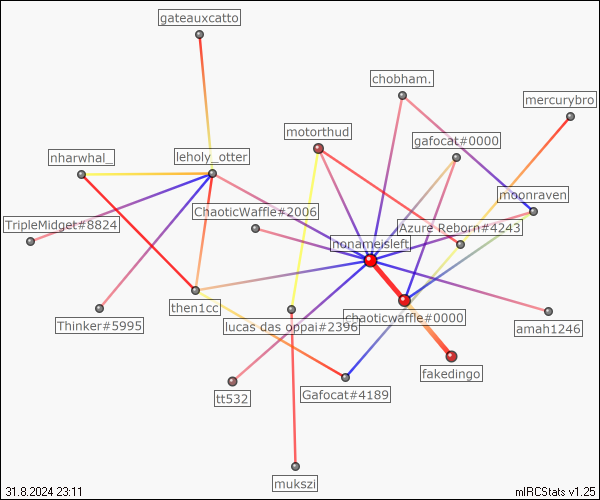 gateauxcatto
chobham.
mercurybro
motorthud
gafocat#0000
nharwhal_
leholy_otter
moonraven
ChaoticWaffle#2006
TripleMidget#8824
Azure Reborn#4243
nonameisleft
then1cc
chaoticwaffle#0000
Thinker#5995
lucas das oppai#2396
amah1246
fakedingo
tt532
Gafocat#4189
mukszi
31.8.2024 23:11
mIRCStats v1.25